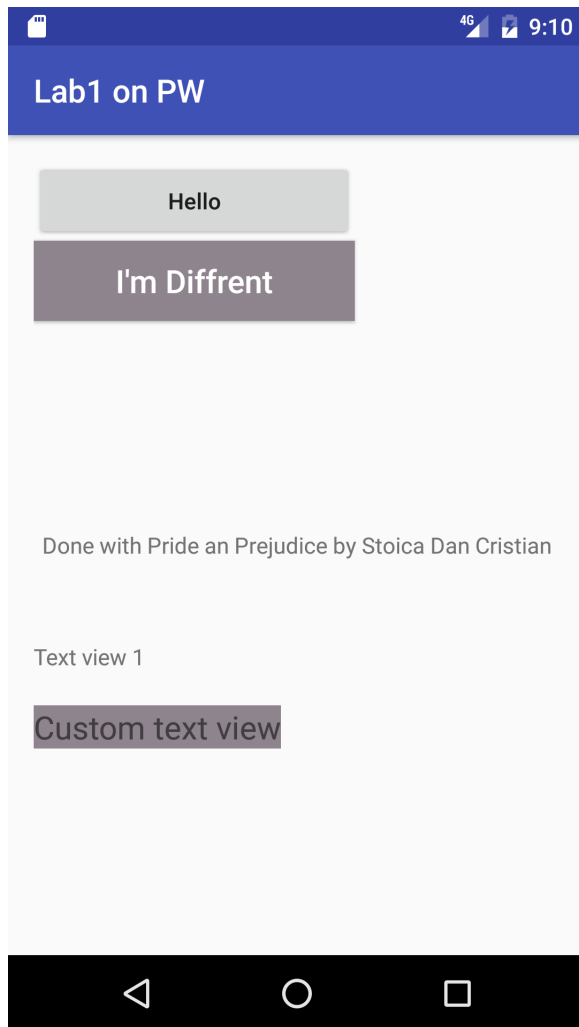 4G 9:10
Lab1 on PW
Hello
I'm Diffrent
Done with Pride an Prejudice by Stoica Dan Cristian
Text view 1
Custom text view